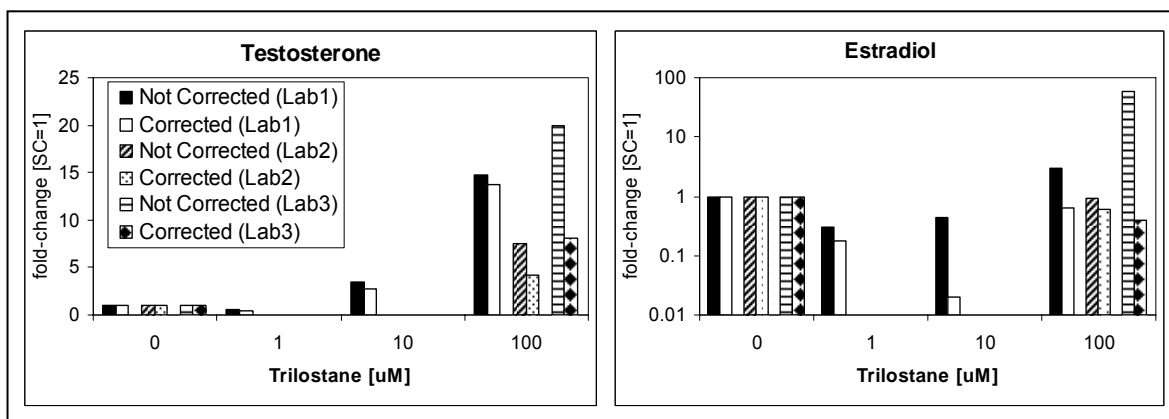 Testosterone
fold-change [SC=1]
25
20
15
10
5
0
Not Corrected (Lab1)
Corrected (Lab1)
Not Corrected (Lab2)
Corrected (Lab2)
Not Corrected (Lab3)
Corrected (Lab3)
0 1 10 100
Trilostane [uM]
Estradiol
fold-change [SC=1]
100
10
1
0.1
0.01
0 1 10 100
Trilostane [uM]